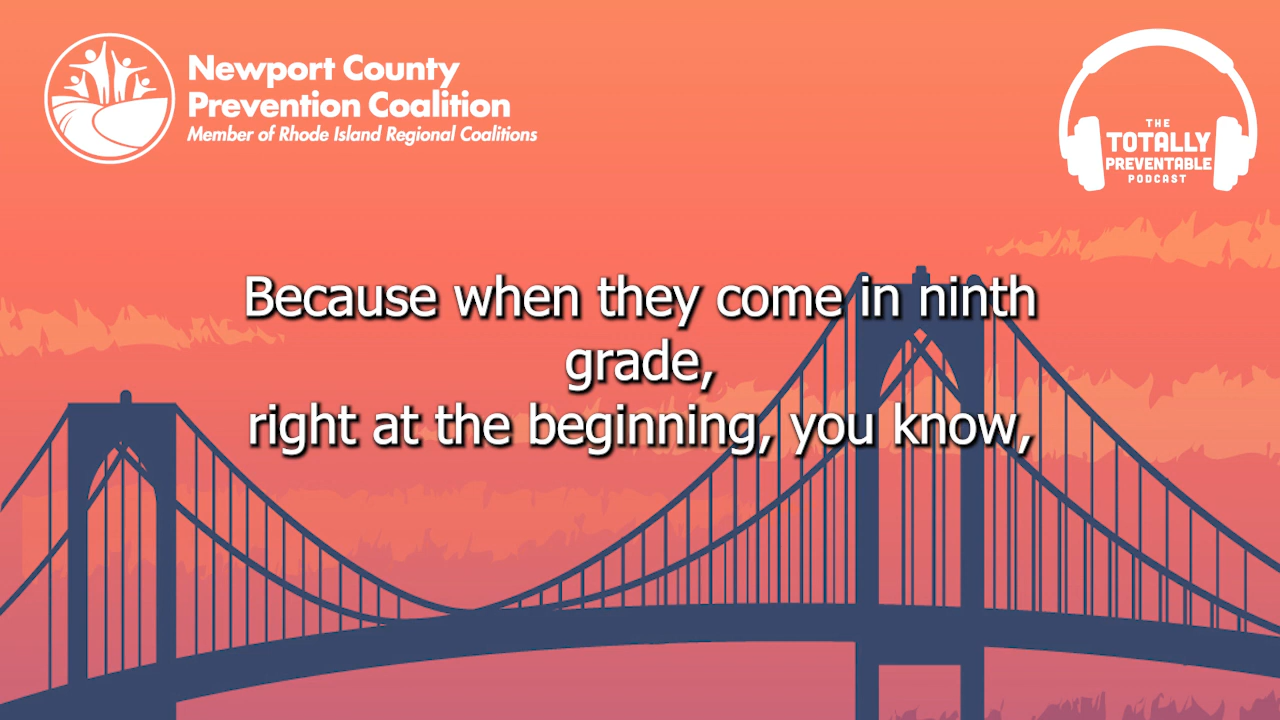 Newport County
Prevention Coalition
Member of Rhode Island Regional Coalitions
THE
TOTALLY
PREVENTABLE
PODCAST
Because when they come in ninth
grade,
right at the beginning, you know,